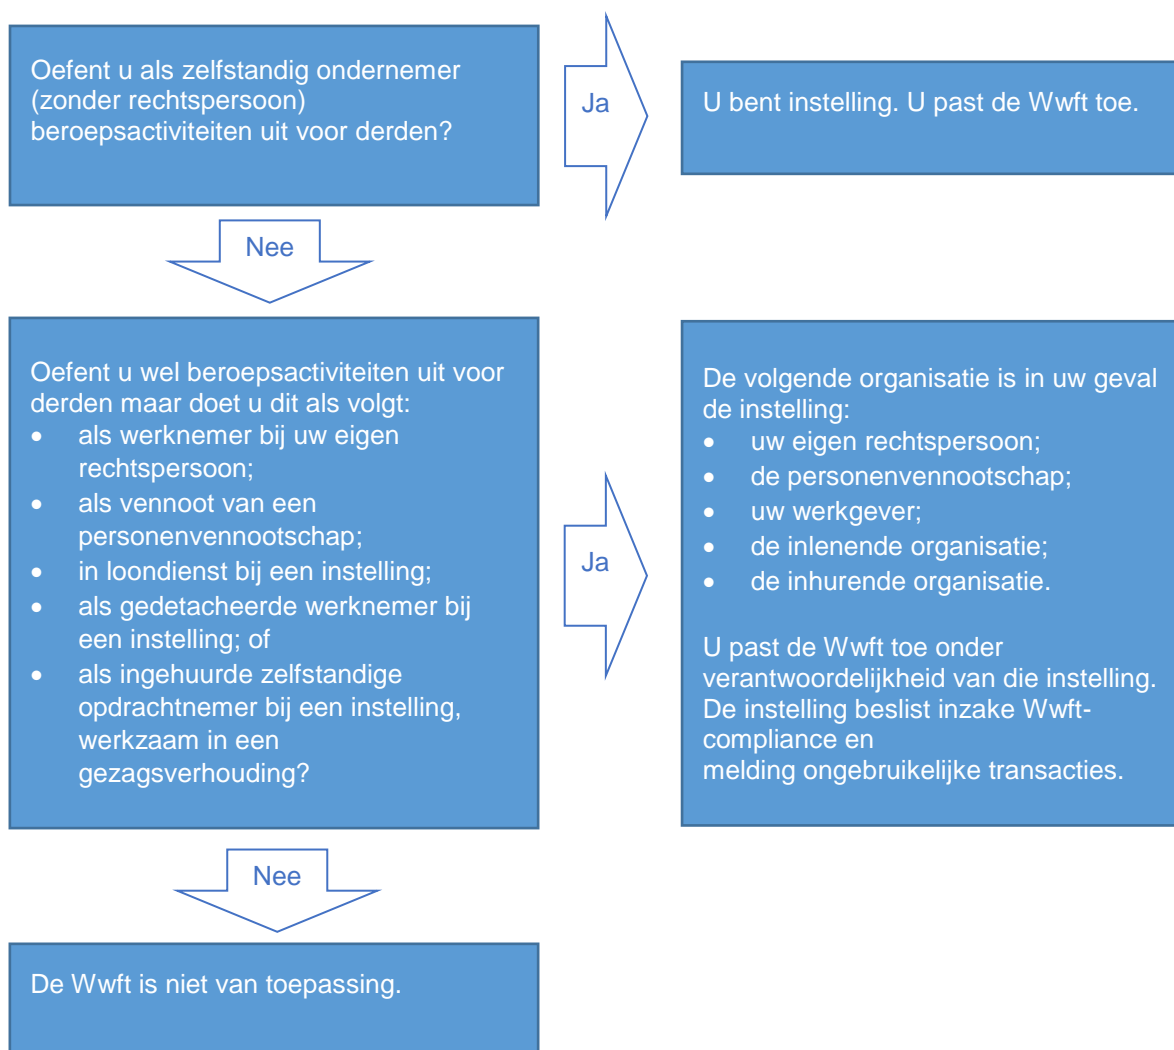 Oefent u als zelfstandig ondernemer
(zonder rechtspersoon)
beroepsactiviteiten uit voor derden?
Ja
U bent instelling. U past de Wwft toe.
Nee
Oefent u wel beroepsactiviteiten uit voor
derden maar doet u dit als volgt:
• als werknemer bij uw eigen
rechtspersoon;
• als vennoot van een
personenvennootschap;
• in loondienst bij een instelling;
• als gedetacheerde werknemer bij
een instelling; of
• als ingehuurde zelfstandige
opdrachtnemer bij een instelling,
werkzaam in een
gezagsverhouding?
Ja
De volgende organisatie is in uw geval
de instelling:
• uw eigen rechtspersoon;
• de personenvennootschap;
• uw werkgever;
• de inlenende organisatie;
• de inhurende organisatie.
U past de Wwft toe onder
verantwoordelijkheid van die instelling.
De instelling beslist inzake Wwft-
compliance en
melding ongebruikelijke transacties.
Nee
De Wwft is niet van toepassing.